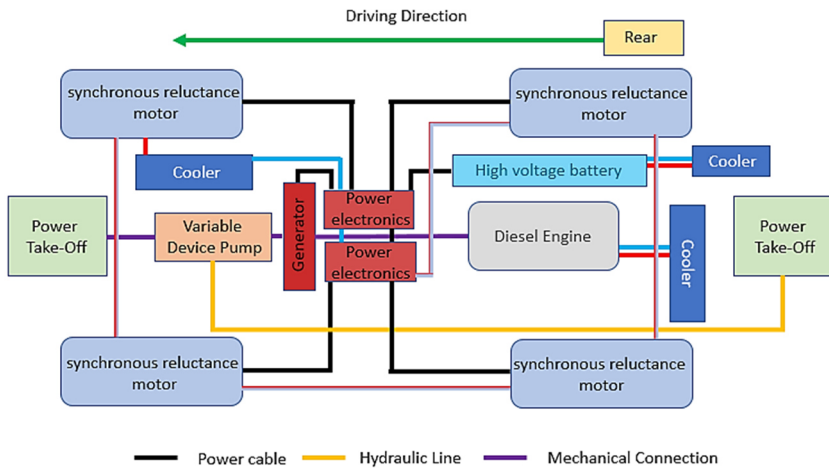 Driving Direction
Rear
synchronous reluctance
motor
synchronous reluctance
motor
Cooler
High voltage battery
Cooler
Power
Take-Off
Variable
Device Pump
Generator
Power
electronics
Power
electronics
Diesel Engine
Cooler
Power
Take-Off
synchronous reluctance
motor
synchronous reluctance
motor
Power cable
Hydraulic Line
Mechanical Connection